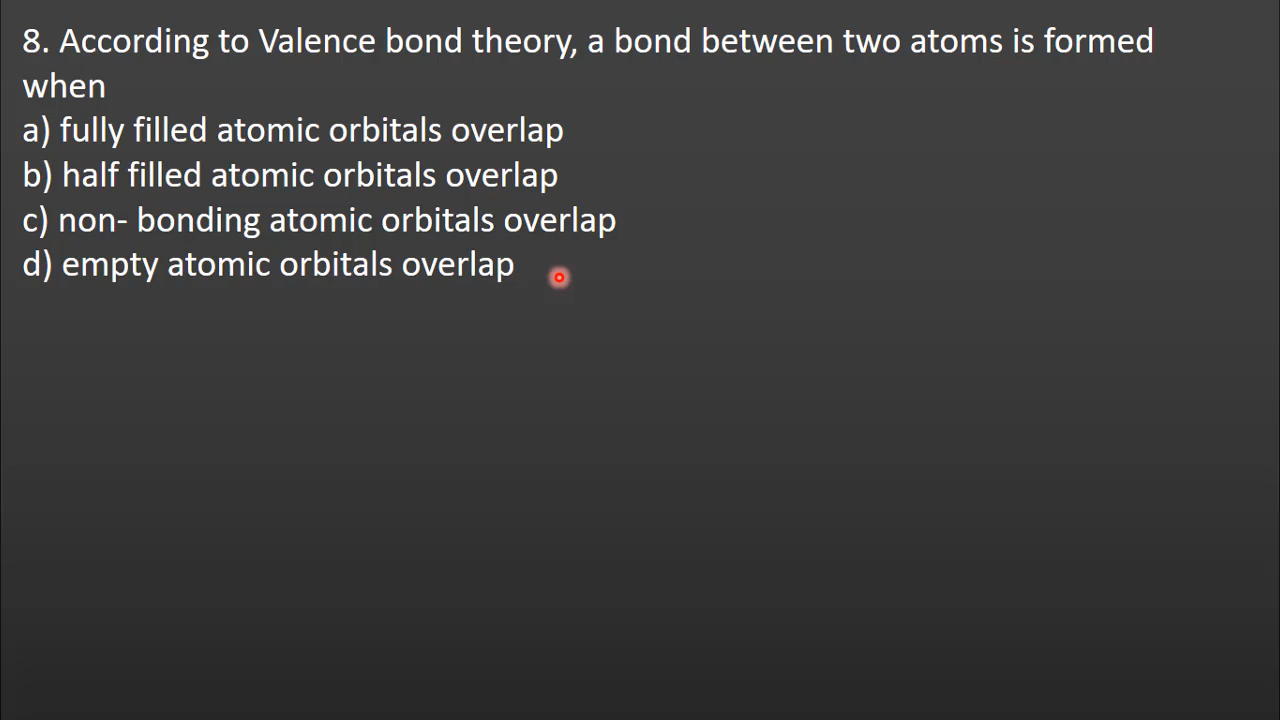 8. According to Valence bond theory, a bond between two atoms is formed
when
a) fully filled atomic orbitals overlap
b) half filled atomic orbitals overlap
c) non- bonding atomic orbitals overlap
d) empty atomic orbitals overlap